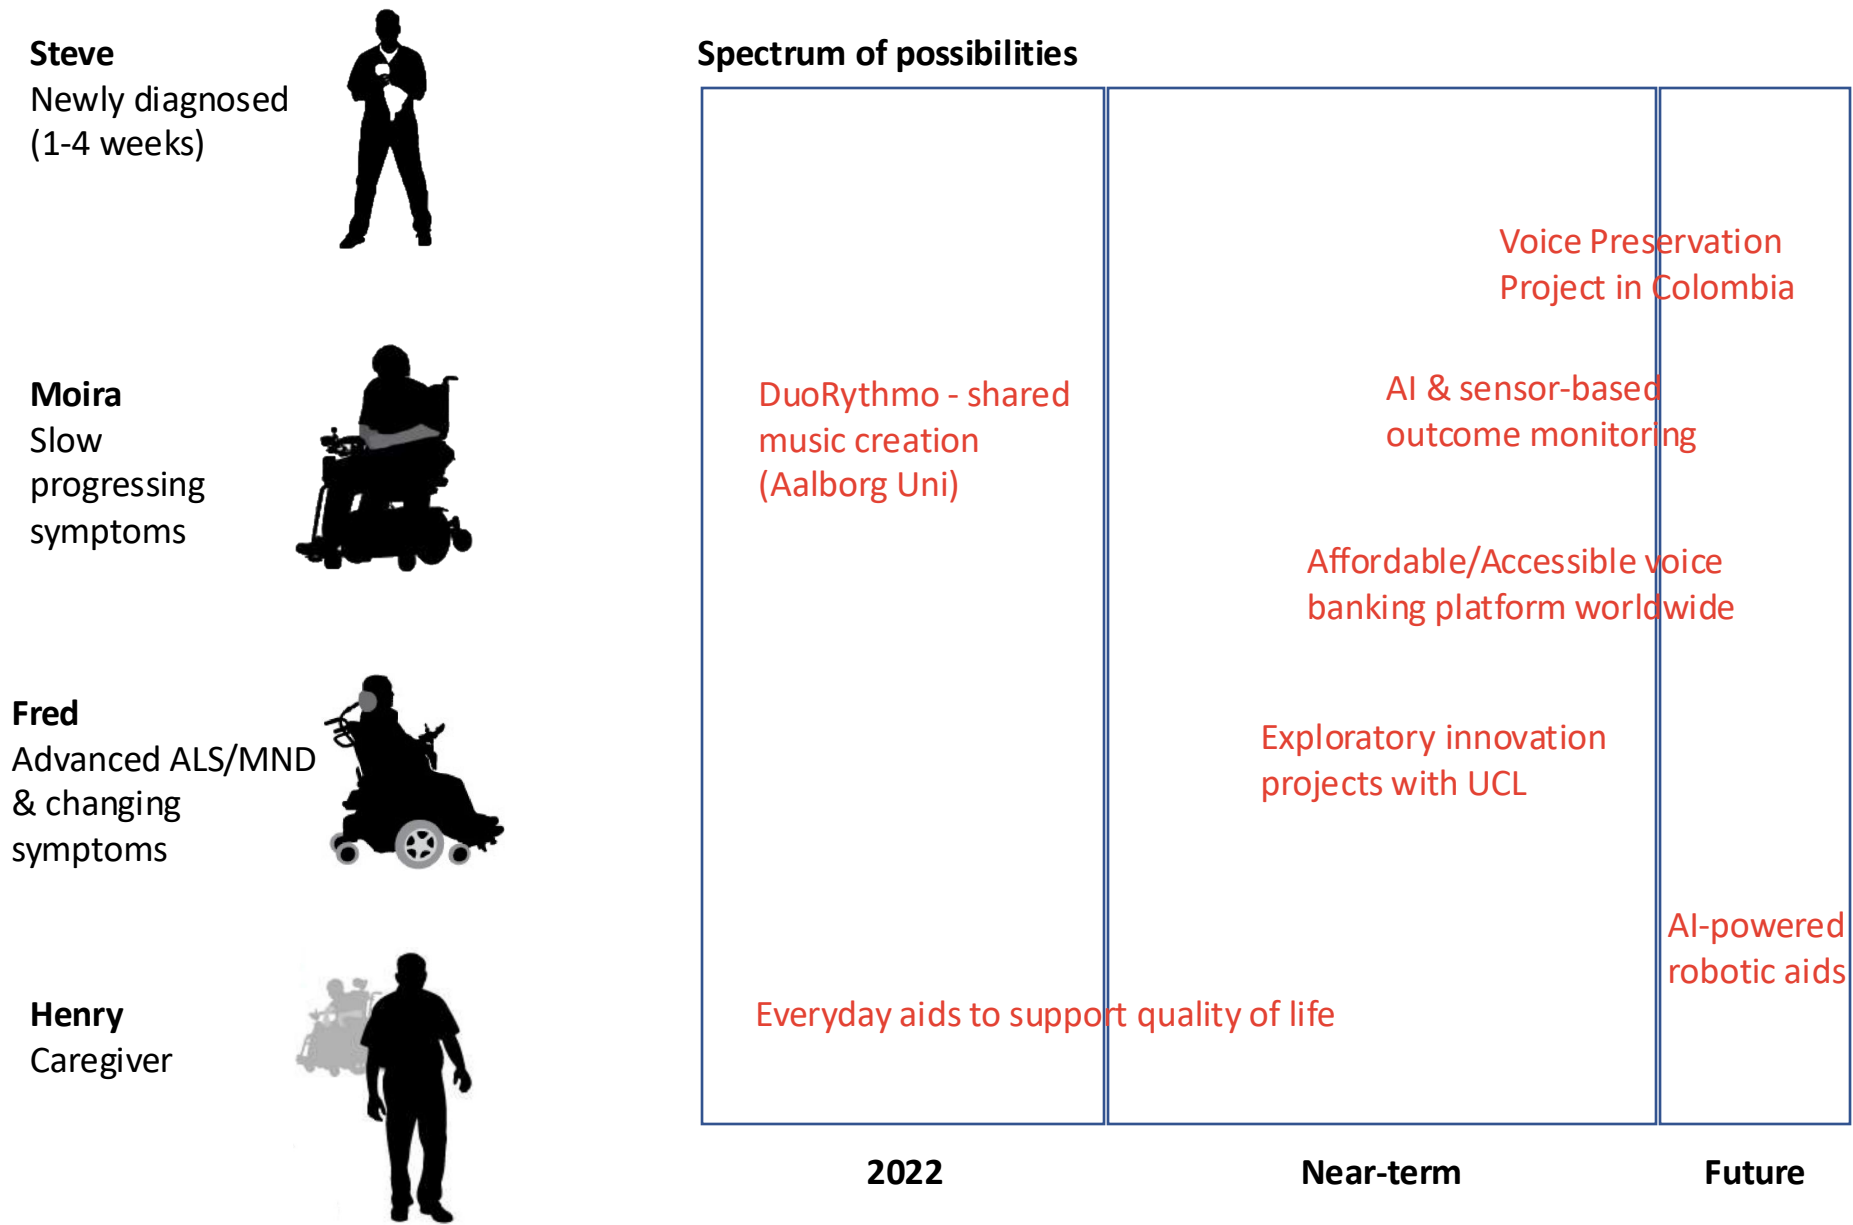 Steve
Newly diagnosed
(1-4 weeks)
Moira
Slow
progressing
symptoms
Fred
Advanced ALS/MND
& changing
symptoms
Henry
Caregiver
Spectrum of possibilities
Voice Preservation
Project in Colombia
DuoRythmo - shared
music creation
(Aalborg Uni)
AI & sensor-based
outcome monitoring
Affordable/Accessible voice
banking platform worldwide
Exploratory innovation
projects with UCL
AI-powered
robotic aids
Everyday aids to support quality of life
2022
Near-term
Future